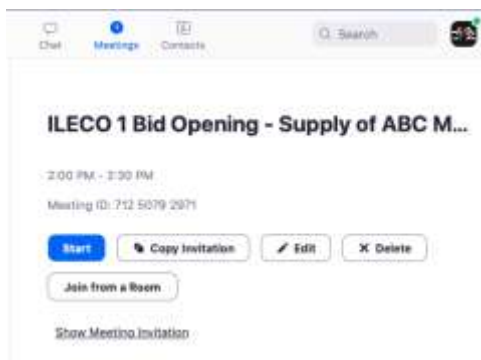 Chat Meetings Contacts Search
ILECO 1 Bid Opening - Supply of ABC M...
2:00 PM - 2:30 PM
Meeting ID: 712 5079 2971
Start Copy Invitation Edit Delete
Join from a Room
Show Meeting Invitation